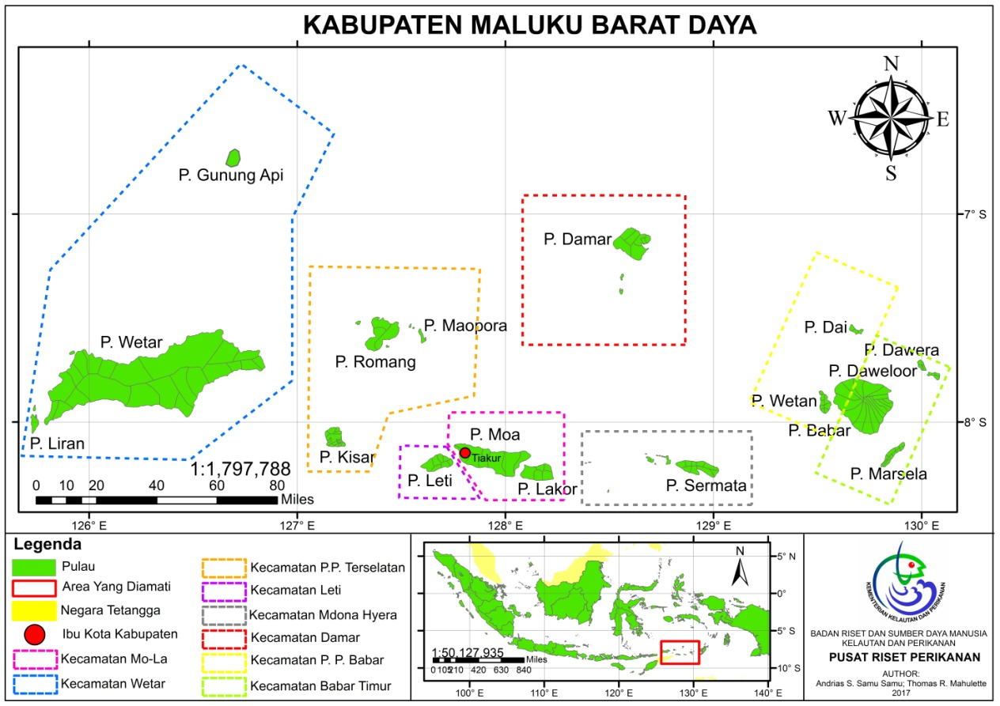 KABUPATEN MALUKU BARAT DAYA
N
W E
S
P. Gunung Api
7° S
P. Damar
P. Maopora
P. Dai
P. Wetar
P. Dawera
P. Romang
P. Daweloor
P. Wetan
8° S
P. Babar
P. Moa
P. Liran
P. Kisar
Tiakur
1:1,797,788
P. Marsela
P. Leti
P. Lakor
P. Sermata
0 10 20 40 60 80
Miles
126° E 127° E 128° E 129° E 130° E
Legenda
Pulau
Area Yang Diamati
Negara Tetangga
Ibu Kota Kabupaten
Kecamatan Mo-La
Kecamatan Wetar
Kecamatan P.P. Terselatan
Kecamatan Leti
Kecamatan Mdona Hyera
Kecamatan Damar
Kecamatan P. P. Babar
Kecamatan Babar Timur
N
5° N
0°
5° S
10° S
1:50,127,935
Miles
0 105 210 420 630 840
100° E 110° E 120° E 130° E 140° E
KEMENTERIAN KELAUTAN DAN PERIKANAN
BADAN RISET DAN SUMBER DAYA MANUSIA
KELAUTAN DAN PERIKANAN
PUSAT RISET PERIKANAN
AUTHOR:
Andrias S. Samu Samu; Thomas R. Mahulette
2017